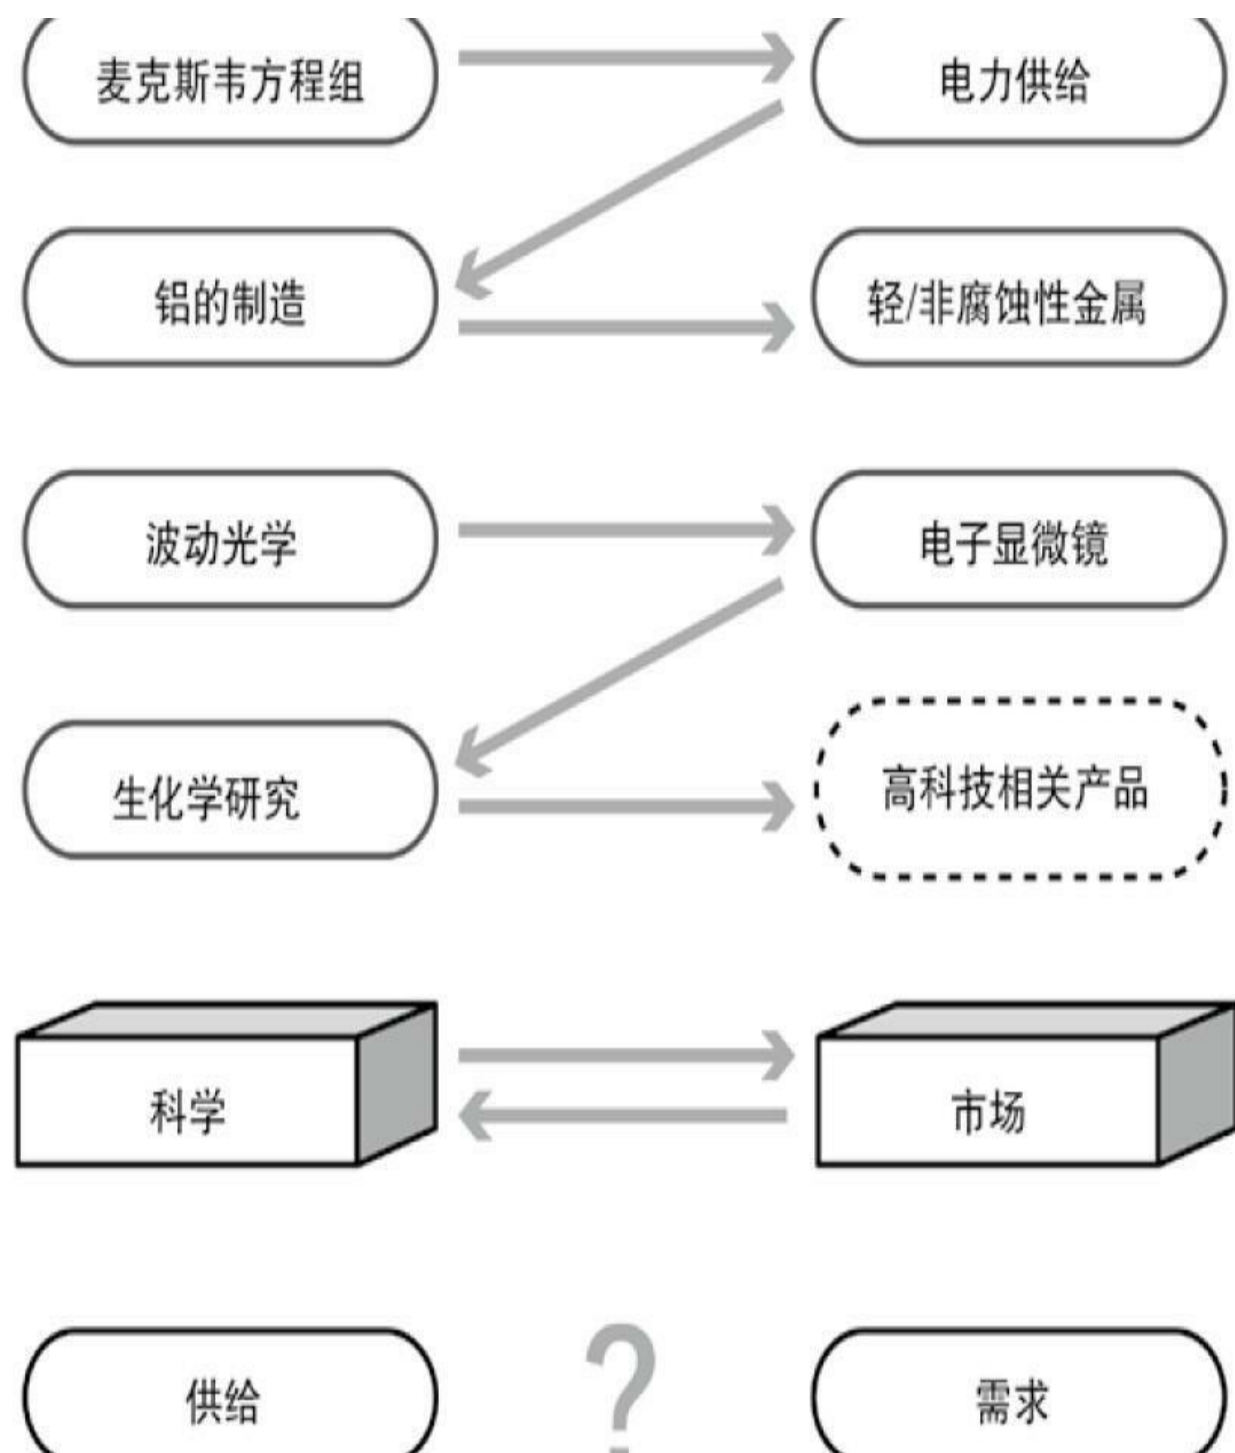 麦克斯韦方程组
电力供给
铝的制造
轻/非腐蚀性金属
波动光学
电子显微镜
生化学研究
高科技相关产品
科学
市场
供给
?
需求